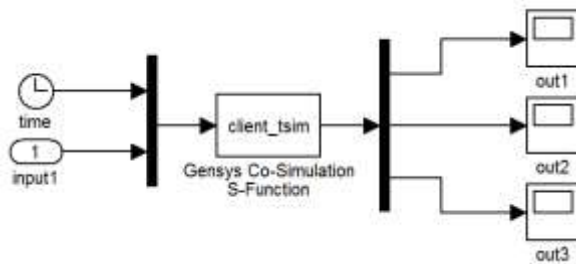 time
1
input1
client_tsim
Gensys Co-Simulation
S-Function
out1
out2
out3